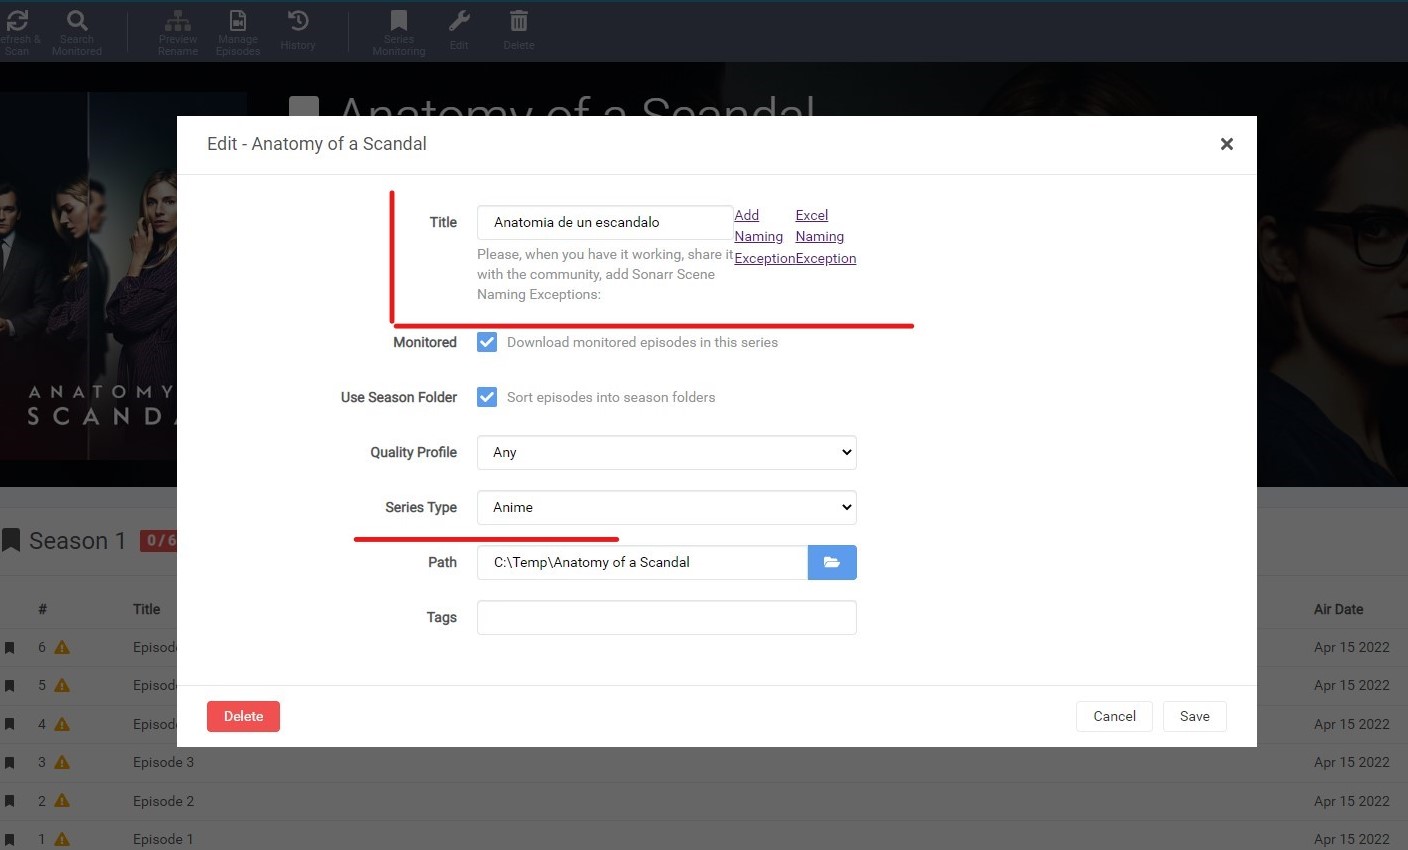 efresh &
Scan
Search
Monitored
Preview
Rename
Manage
Episodes
History
Series
Monitoring
Edit
Delete
Anatomy of a Scandal
Edit - Anatomy of a Scandal
Title
Anatomia de un escandalo
Add
Naming
Exception
Excel
Naming
Exception
Please, when you have it working, share it
with the community, add Sonarr Scene
Naming Exceptions:
Monitored
Download monitored episodes in this series
Use Season Folder
Sort episodes into season folders
Quality Profile
Any
Series Type
Anime
Path
C:\Temp\Anatomy of a Scandal
Tags
Delete
Cancel
Save
ANATOMY
SCANDA
Season 1
0 / 6
# Title Air Date
6 Episod Apr 15 2022
5 Episod Apr 15 2022
4 Episod Apr 15 2022
3 Episode 3 Apr 15 2022
2 Episode 2 Apr 15 2022
1 Episode 1 Apr 15 2022